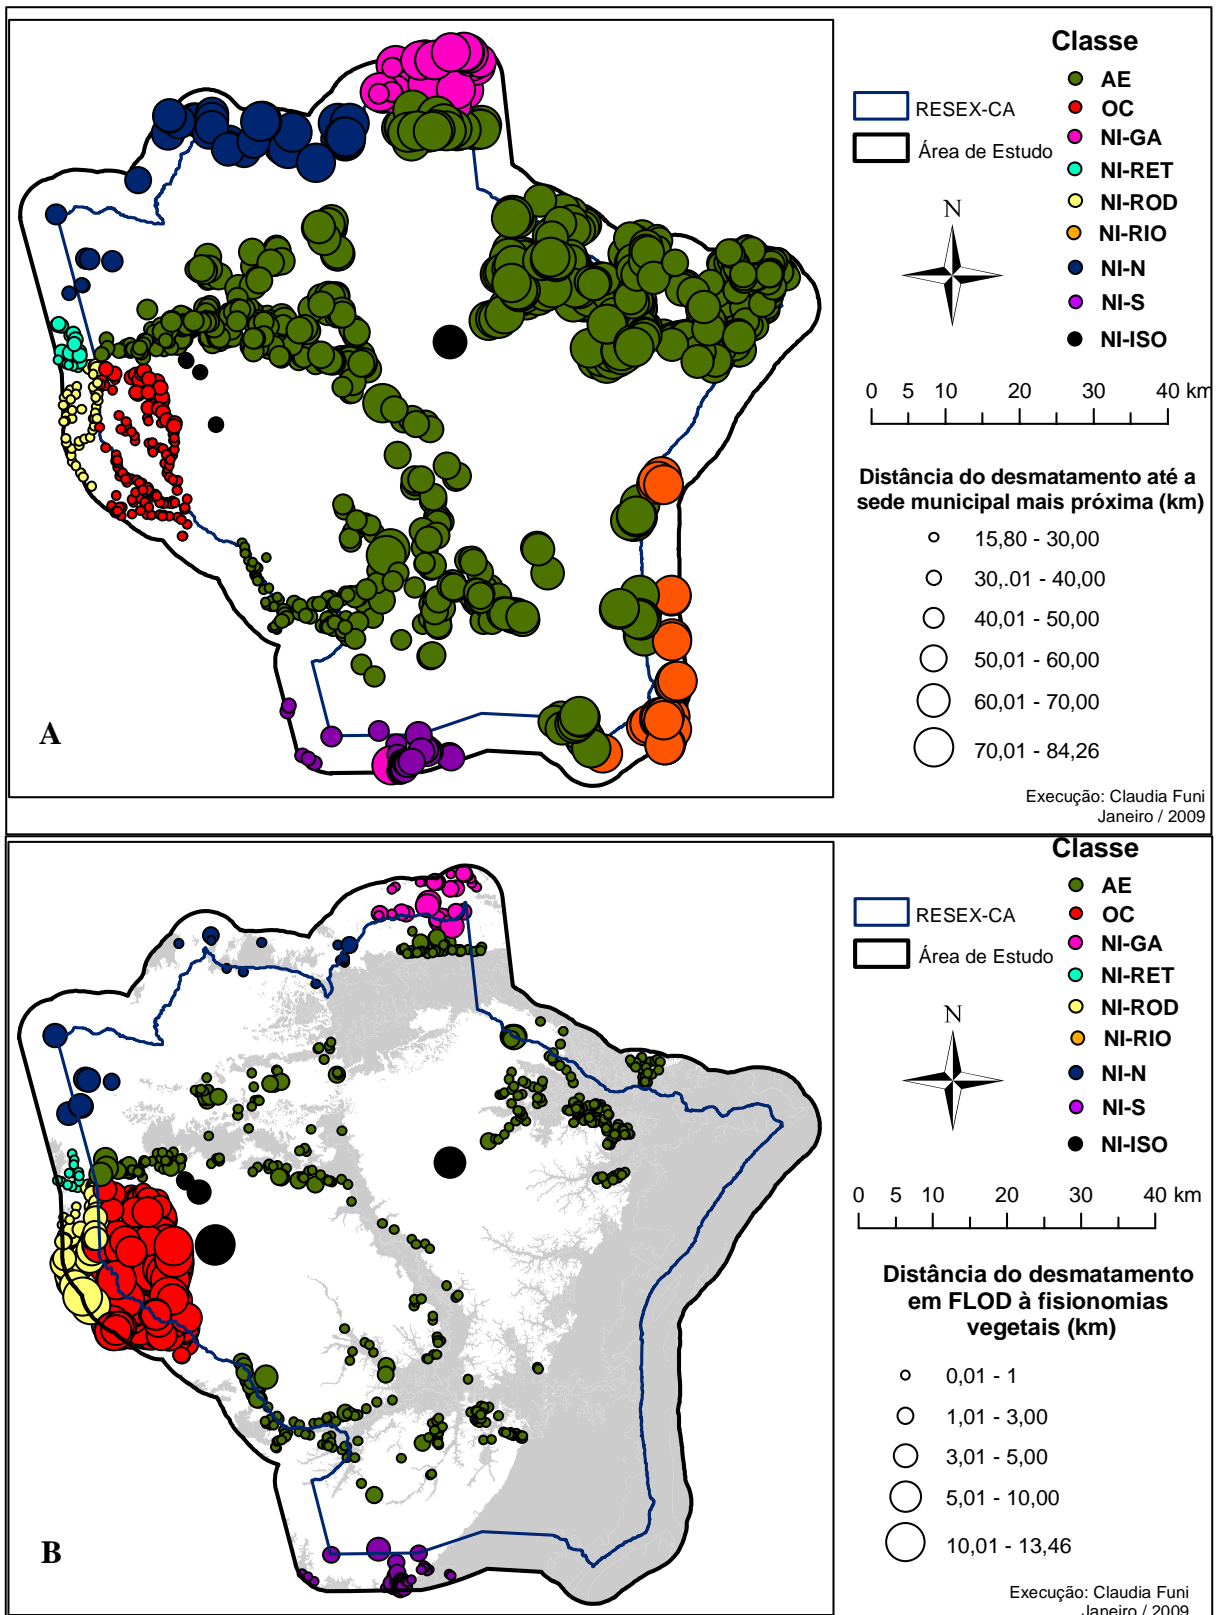 Classe
AE
OC
NI-GA
NI-RET
NI-ROD
NI-RIO
NI-N
NI-S
NI-ISO
RESEX-CA
Área de Estudo
N
0 5 10 20 30 40 km
Distância do desmatamento até a
sede municipal mais próxima (km)
15,80 - 30,00
30,.01 - 40,00
40,01 - 50,00
50,01 - 60,00
60,01 - 70,00
70,01 - 84,26
A
Execução: Claudia Funi
Janeiro / 2009
Classe
AE
OC
NI-GA
NI-RET
NI-ROD
NI-RIO
NI-N
NI-S
NI-ISO
RESEX-CA
Área de Estudo
N
0 5 10 20 30 40 km
Distância do desmatamento
em FLOD à fisionomias
vegetais (km)
0,01 - 1
1,01 - 3,00
3,01 - 5,00
5,01 - 10,00
10,01 - 13,46
B
Execução: Claudia Funi
Janeiro / 2009